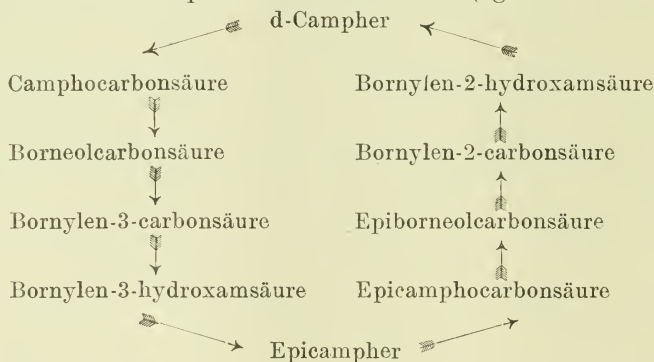 d-Campher
Camphocarbonsäure Bornylen-2-hydroxamsäure
Borneolcarbonsäure Bornylen-2-carbonsäure
Bornylen-3-carbonsäure Epiborneolcarbonsäure
Bornylen-3-hydroxamsäure Epicamphocarbonsäure
Epicampher